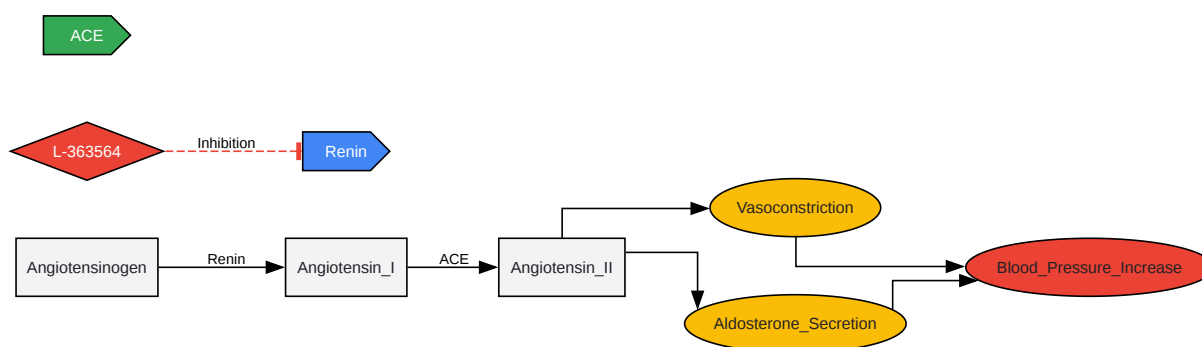 ACE
L-363564
Inhibition
Renin
Vasoconstriction
Angiotensinogen
Renin
Angiotensin_I
ACE
Angiotensin_II
Blood_Pressure_Increase
Aldosterone_Secretion